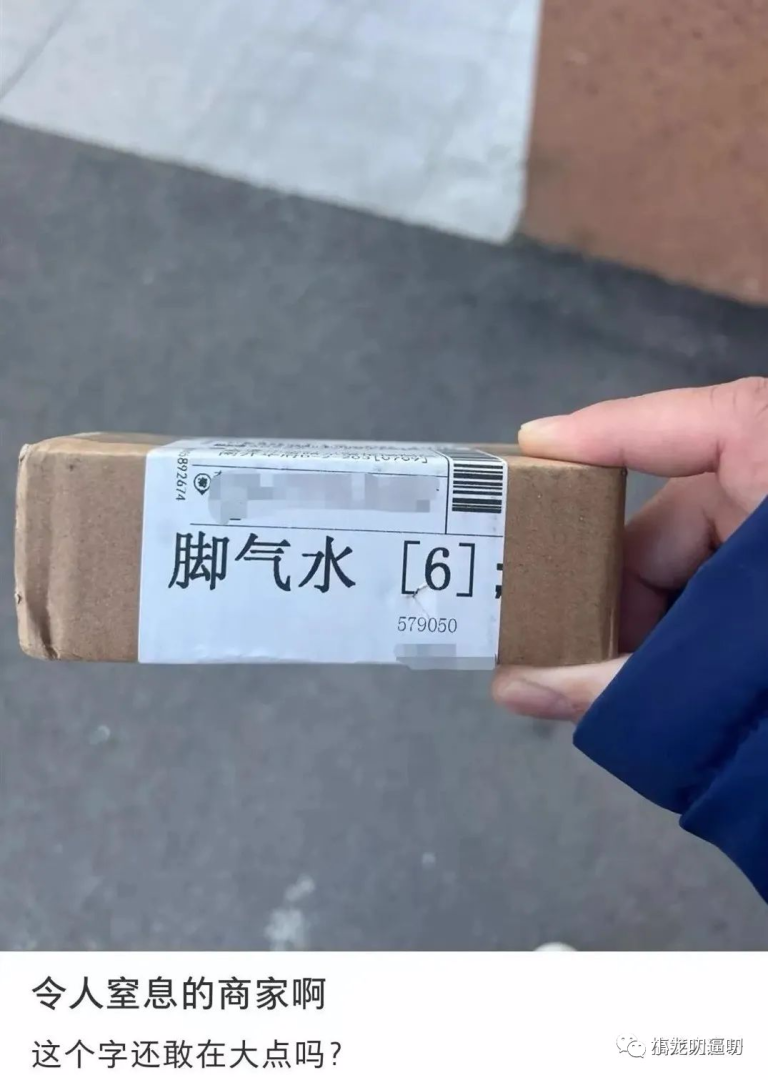 892674
脚气水 [6];
579050
令人窒息的商家啊
这个字还敢在大点吗?